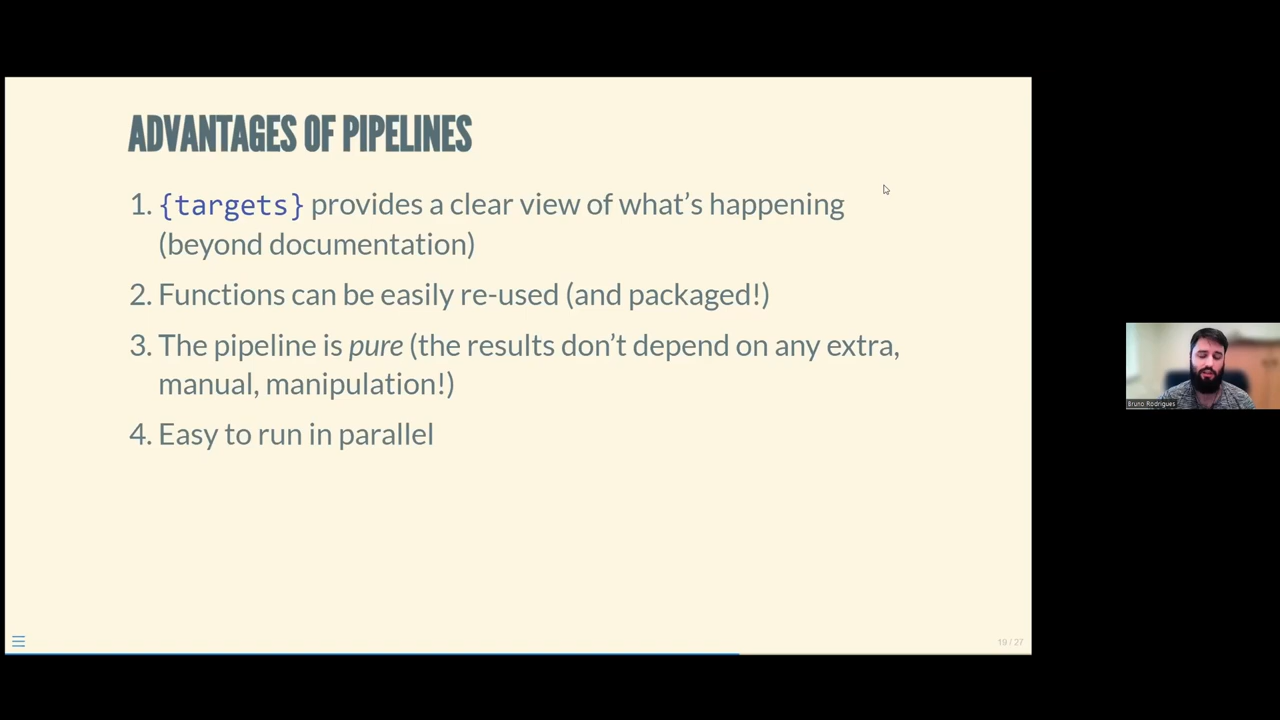 ADVANTAGES OF PIPELINES
1. {targets} provides a clear view of what's happening
(beyond documentation)
2. Functions can be easily re-used (and packaged!)
3. The pipeline is pure (the results don't depend on any extra,
manual, manipulation!)
4. Easy to run in parallel
Bruno Rodrigues
19 / 27